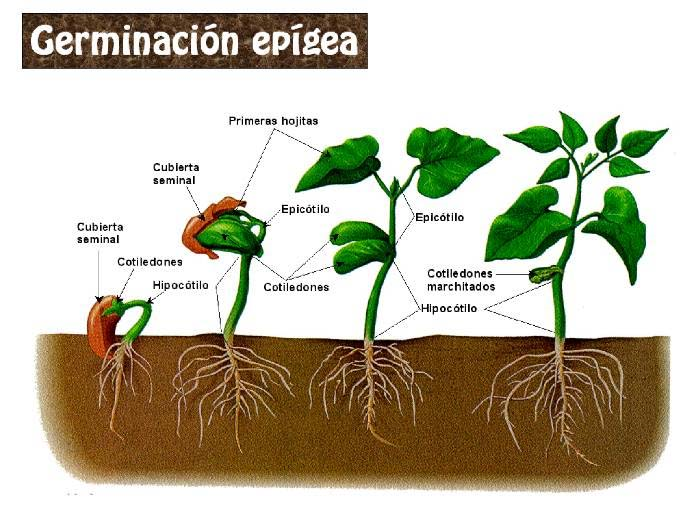 Germinación epígea
Primeras hojitas
Cubierta
seminal
Epicótilo
Epicótilo
Cubierta
seminal
Cotiledones
Hipocótilo
Cotiledones
Cotiledones
marchitados
Hipocótilo